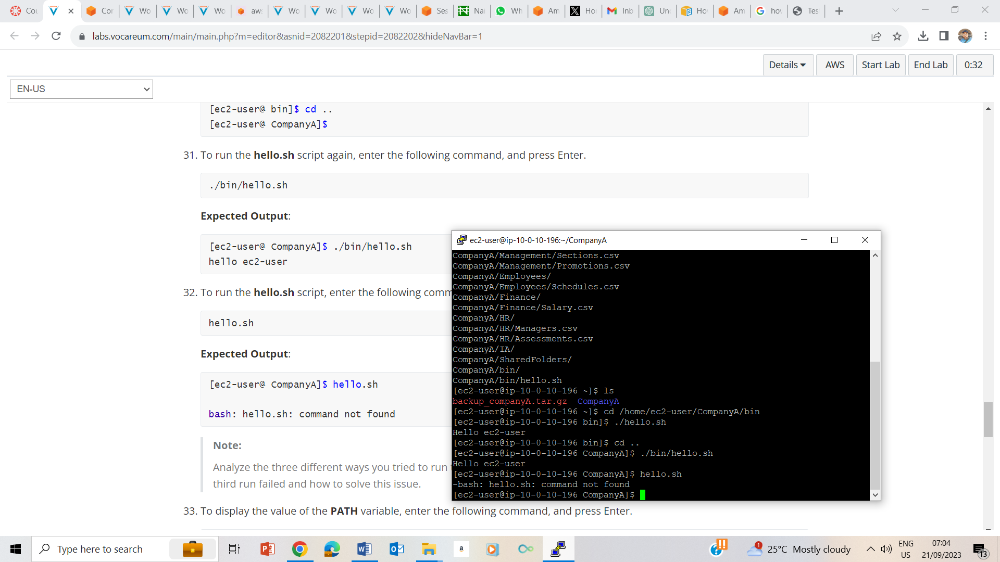 Cou
Cor
Wo
Wo
Wo
aws
Wo
Wo
Wo
Wo
Ses
Nai
Wh
Am
Ho
Inb
Un
Ho
Am
how
Tes
labs.vocareum.com/main/main.php?m=editor&asnid=2082201&stepid=2082202&hideNavBar=1
Details
AWS
Start Lab
End Lab
0:32
EN-US
[ec2-user@ bin]$ cd ..
[ec2-user@ CompanyA]$
31. To run the hello.sh script again, enter the following command, and press Enter.
./bin/hello.sh
Expected Output:
[ec2-user@ CompanyA]$ ./bin/hello.sh
hello ec2-user
32. To run the hello.sh script, enter the following comm
hello.sh
Expected Output:
[ec2-user@ CompanyA]$ hello.sh
bash: hello.sh: command not found
Note:
Analyze the three different ways you tried to run
third run failed and how to solve this issue.
33. To display the value of the PATH variable, enter the following command, and press Enter.
ec2-user@ip-10-0-10-196:~/CompanyA
CompanyA/Management/Sections.csv
CompanyA/Management/Promotions.csv
CompanyA/Employees/
CompanyA/Employees/Schedules.csv
CompanyA/Finance/
CompanyA/Finance/Salary.csv
CompanyA/HR/
CompanyA/HR/Managers.csv
CompanyA/HR/Assessments.csv
CompanyA/IA/
CompanyA/SharedFolders/
CompanyA/bin/
CompanyA/bin/hello.sh
[ec2-user@ip-10-0-10-196 ~]$ ls
backup_companyA.tar.gz  CompanyA
[ec2-user@ip-10-0-10-196 ~]$ cd /home/ec2-user/CompanyA/bin
[ec2-user@ip-10-0-10-196 bin]$ ./hello.sh
Hello ec2-user
[ec2-user@ip-10-0-10-196 bin]$ cd ..
[ec2-user@ip-10-0-10-196 CompanyA]$ ./bin/hello.sh
Hello ec2-user
[ec2-user@ip-10-0-10-196 CompanyA]$ hello.sh
-bash: hello.sh: command not found
[ec2-user@ip-10-0-10-196 CompanyA]$
Type here to search
a
1
25°C Mostly cloudy
ENG
US
07:04
21/09/2023
13